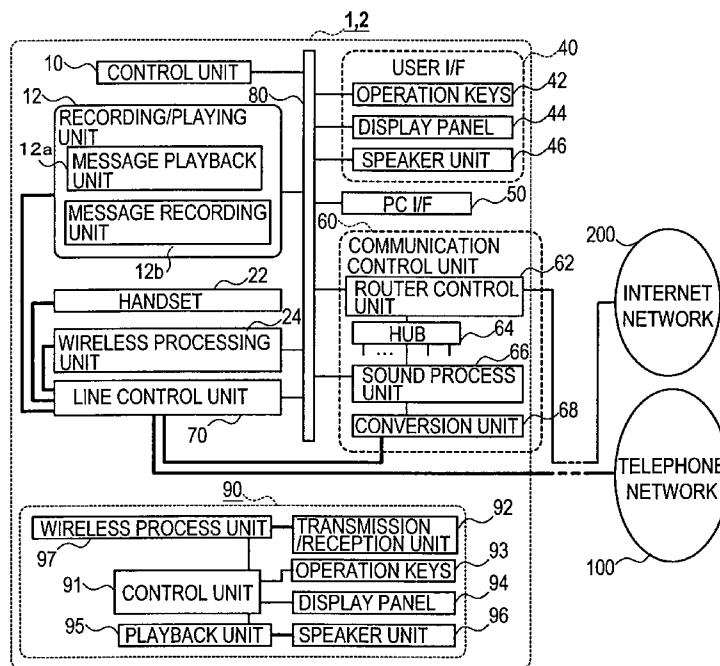 1,2
10
CONTROL UNIT
12
RECORDING/PLAYING
UNIT
12a
MESSAGE PLAYBACK
UNIT
MESSAGE RECORDING
UNIT
12b
22
HANDSET
24
WIRELESS PROCESSING
UNIT
LINE CONTROL UNIT
70
80
40
USER I/F
42
OPERATION KEYS
44
DISPLAY PANEL
46
SPEAKER UNIT
PC I/F
50
60
COMMUNICATION
CONTROL UNIT
62
ROUTER CONTROL
UNIT
64
HUB
...
66
SOUND PROCESS
UNIT
68
CONVERSION UNIT
200
INTERNET
NETWORK
TELEPHONE
NETWORK
100
90
WIRELESS PROCESS UNIT
97
92
TRANSMISSION
/RECEPTION UNIT
91
CONTROL UNIT
93
OPERATION KEYS
94
DISPLAY PANEL
95
PLAYBACK UNIT
96
SPEAKER UNIT